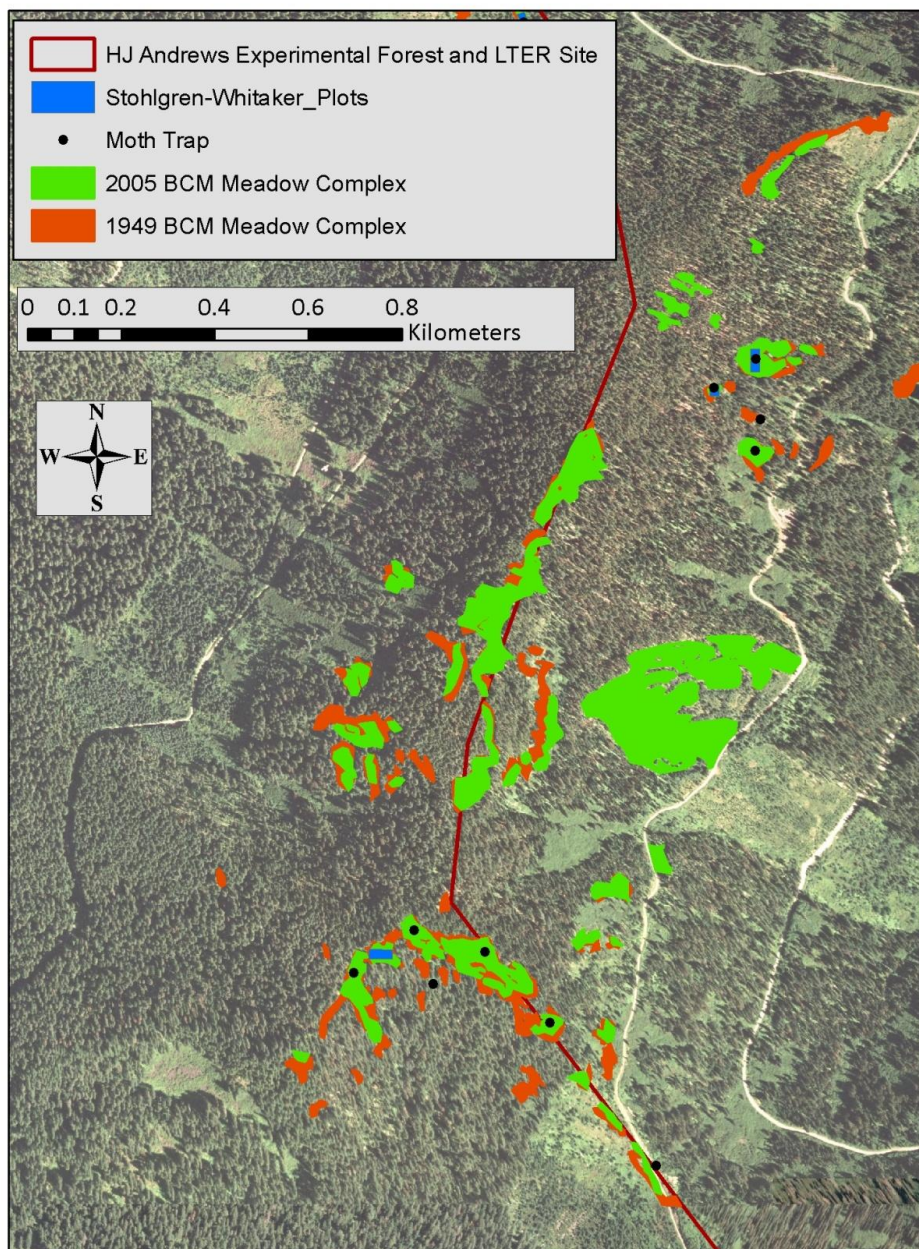 HJ Andrews Experimental Forest and LTER Site
Stohlgren-Whitaker_Plots
Moth Trap
2005 BCM Meadow Complex
1949 BCM Meadow Complex
0 0.1 0.2 0.4 0.6 0.8
Kilometers
N
W E
S